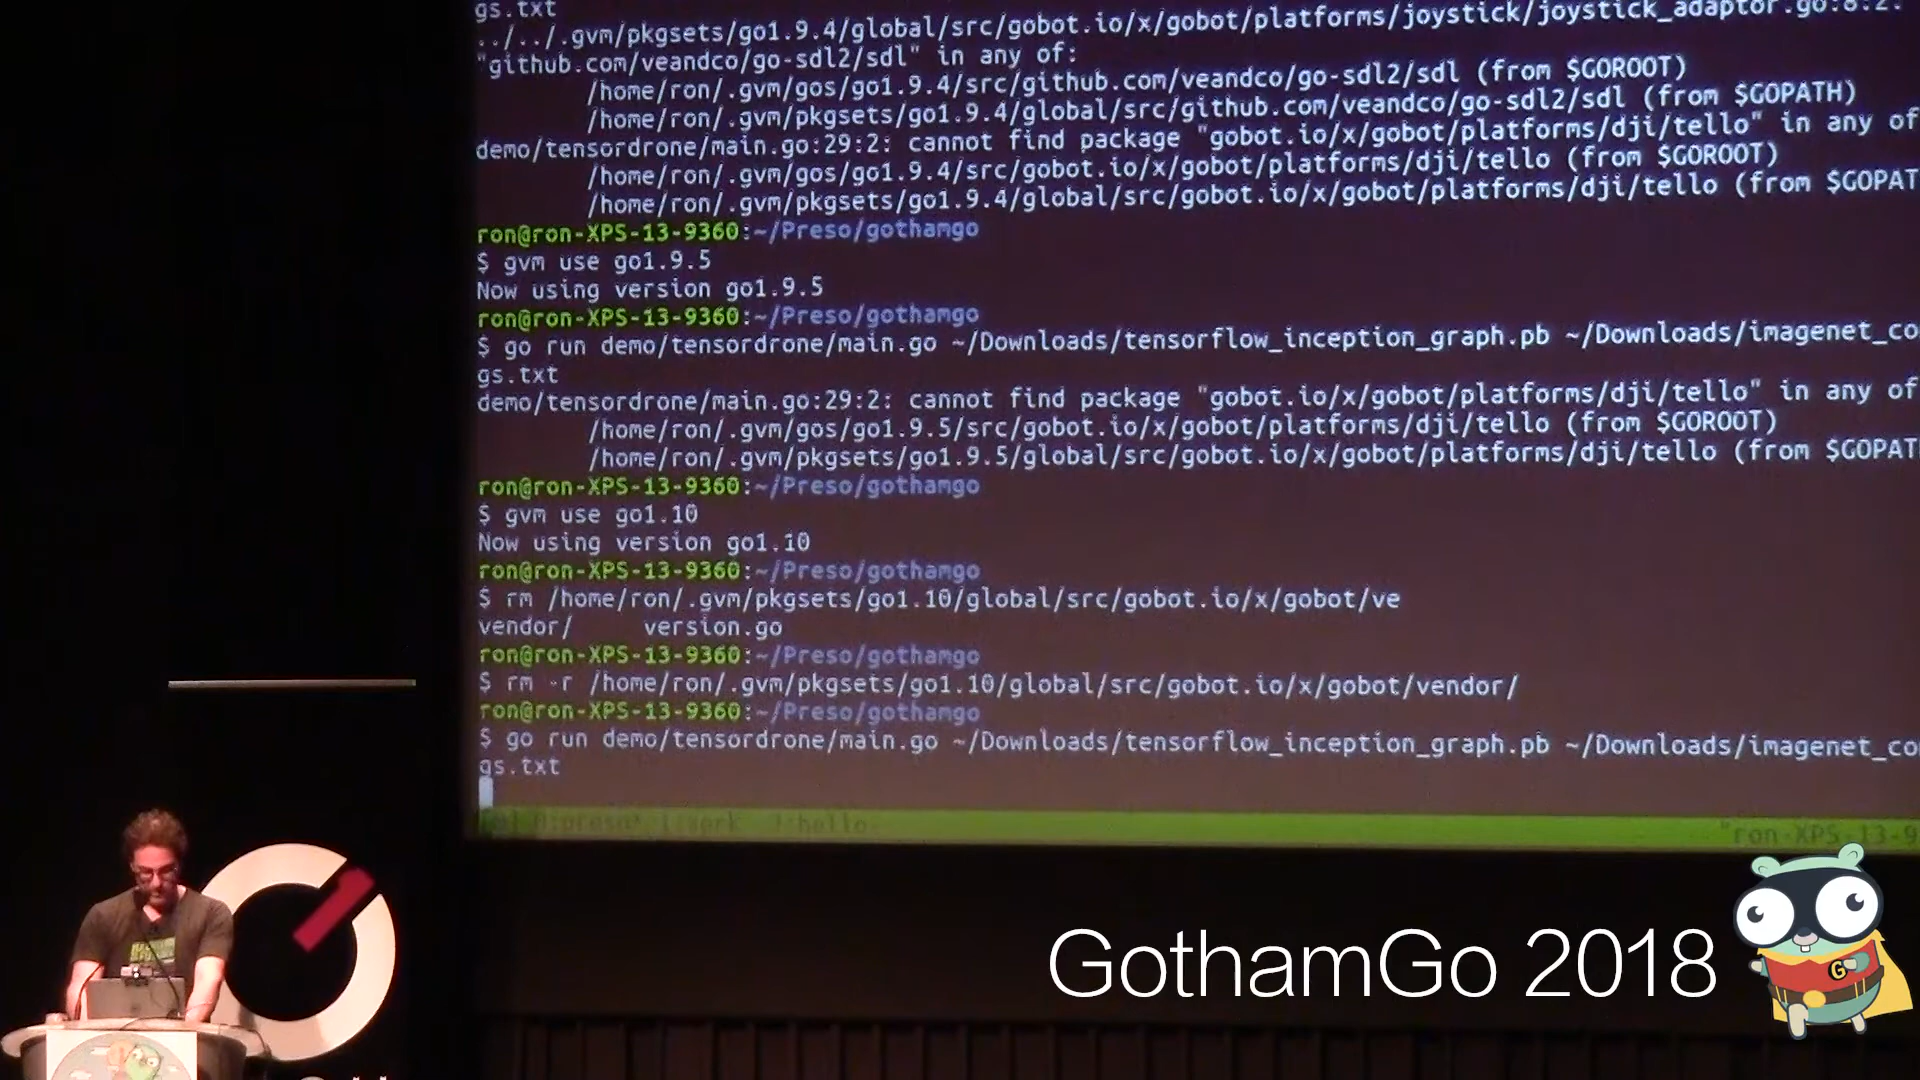 gs.txt
../../.gvm/pkgsets/go1.9.4/global/src/gobot.io/x/gobot/platforms/joystick/joystick_adaptor.go:8:2:
"github.com/veandco/go-sdl2/sdl" in any of:
/home/ron/.gvm/gos/go1.9.4/src/github.com/veandco/go-sdl2/sdl (from $GOROOT)
/home/ron/.gvm/pkgsets/go1.9.4/global/src/github.com/veandco/go-sdl2/sdl (from $GOPATH)
demo/tensordrone/main.go:29:2: cannot find package "gobot.io/x/gobot/platforms/dji/tello" in any of
/home/ron/.gvm/gos/go1.9.4/src/gobot.io/x/gobot/platforms/dji/tello (from $GOROOT)
/home/ron/.gvm/pkgsets/go1.9.4/global/src/gobot.io/x/gobot/platforms/dji/tello (from $GOPAT
ron@ron-XPS-13-9360:~/Preso/gothamgo
$ gvm use go1.9.5
Now using version go1.9.5
ron@ron-XPS-13-9360:~/Preso/gothamgo
$ go run demo/tensordrone/main.go ~/Downloads/tensorflow_inception_graph.pb ~/Downloads/imagenet_co
gs.txt
demo/tensordrone/main.go:29:2: cannot find package "gobot.io/x/gobot/platforms/dji/tello" in any of
/home/ron/.gvm/gos/go1.9.5/src/gobot.io/x/gobot/platforms/dji/tello (from $GOROOT)
/home/ron/.gvm/pkgsets/go1.9.5/global/src/gobot.io/x/gobot/platforms/dji/tello (from $GOPAT
ron@ron-XPS-13-9360:~/Preso/gothamgo
$ gvm use go1.10
Now using version go1.10
ron@ron-XPS-13-9360:~/Preso/gothamgo
$ rm /home/ron/.gvm/pkgsets/go1.10/global/src/gobot.io/x/gobot/ve
vendor/ version.go
ron@ron-XPS-13-9360:~/Preso/gothamgo
$ rm -r /home/ron/.gvm/pkgsets/go1.10/global/src/gobot.io/x/gobot/vendor/
ron@ron-XPS-13-9360:~/Preso/gothamgo
$ go run demo/tensordrone/main.go ~/Downloads/tensorflow_inception_graph.pb ~/Downloads/imagenet_co
gs.txt
"ron-XPS-13-9
GothamGo 2018
G